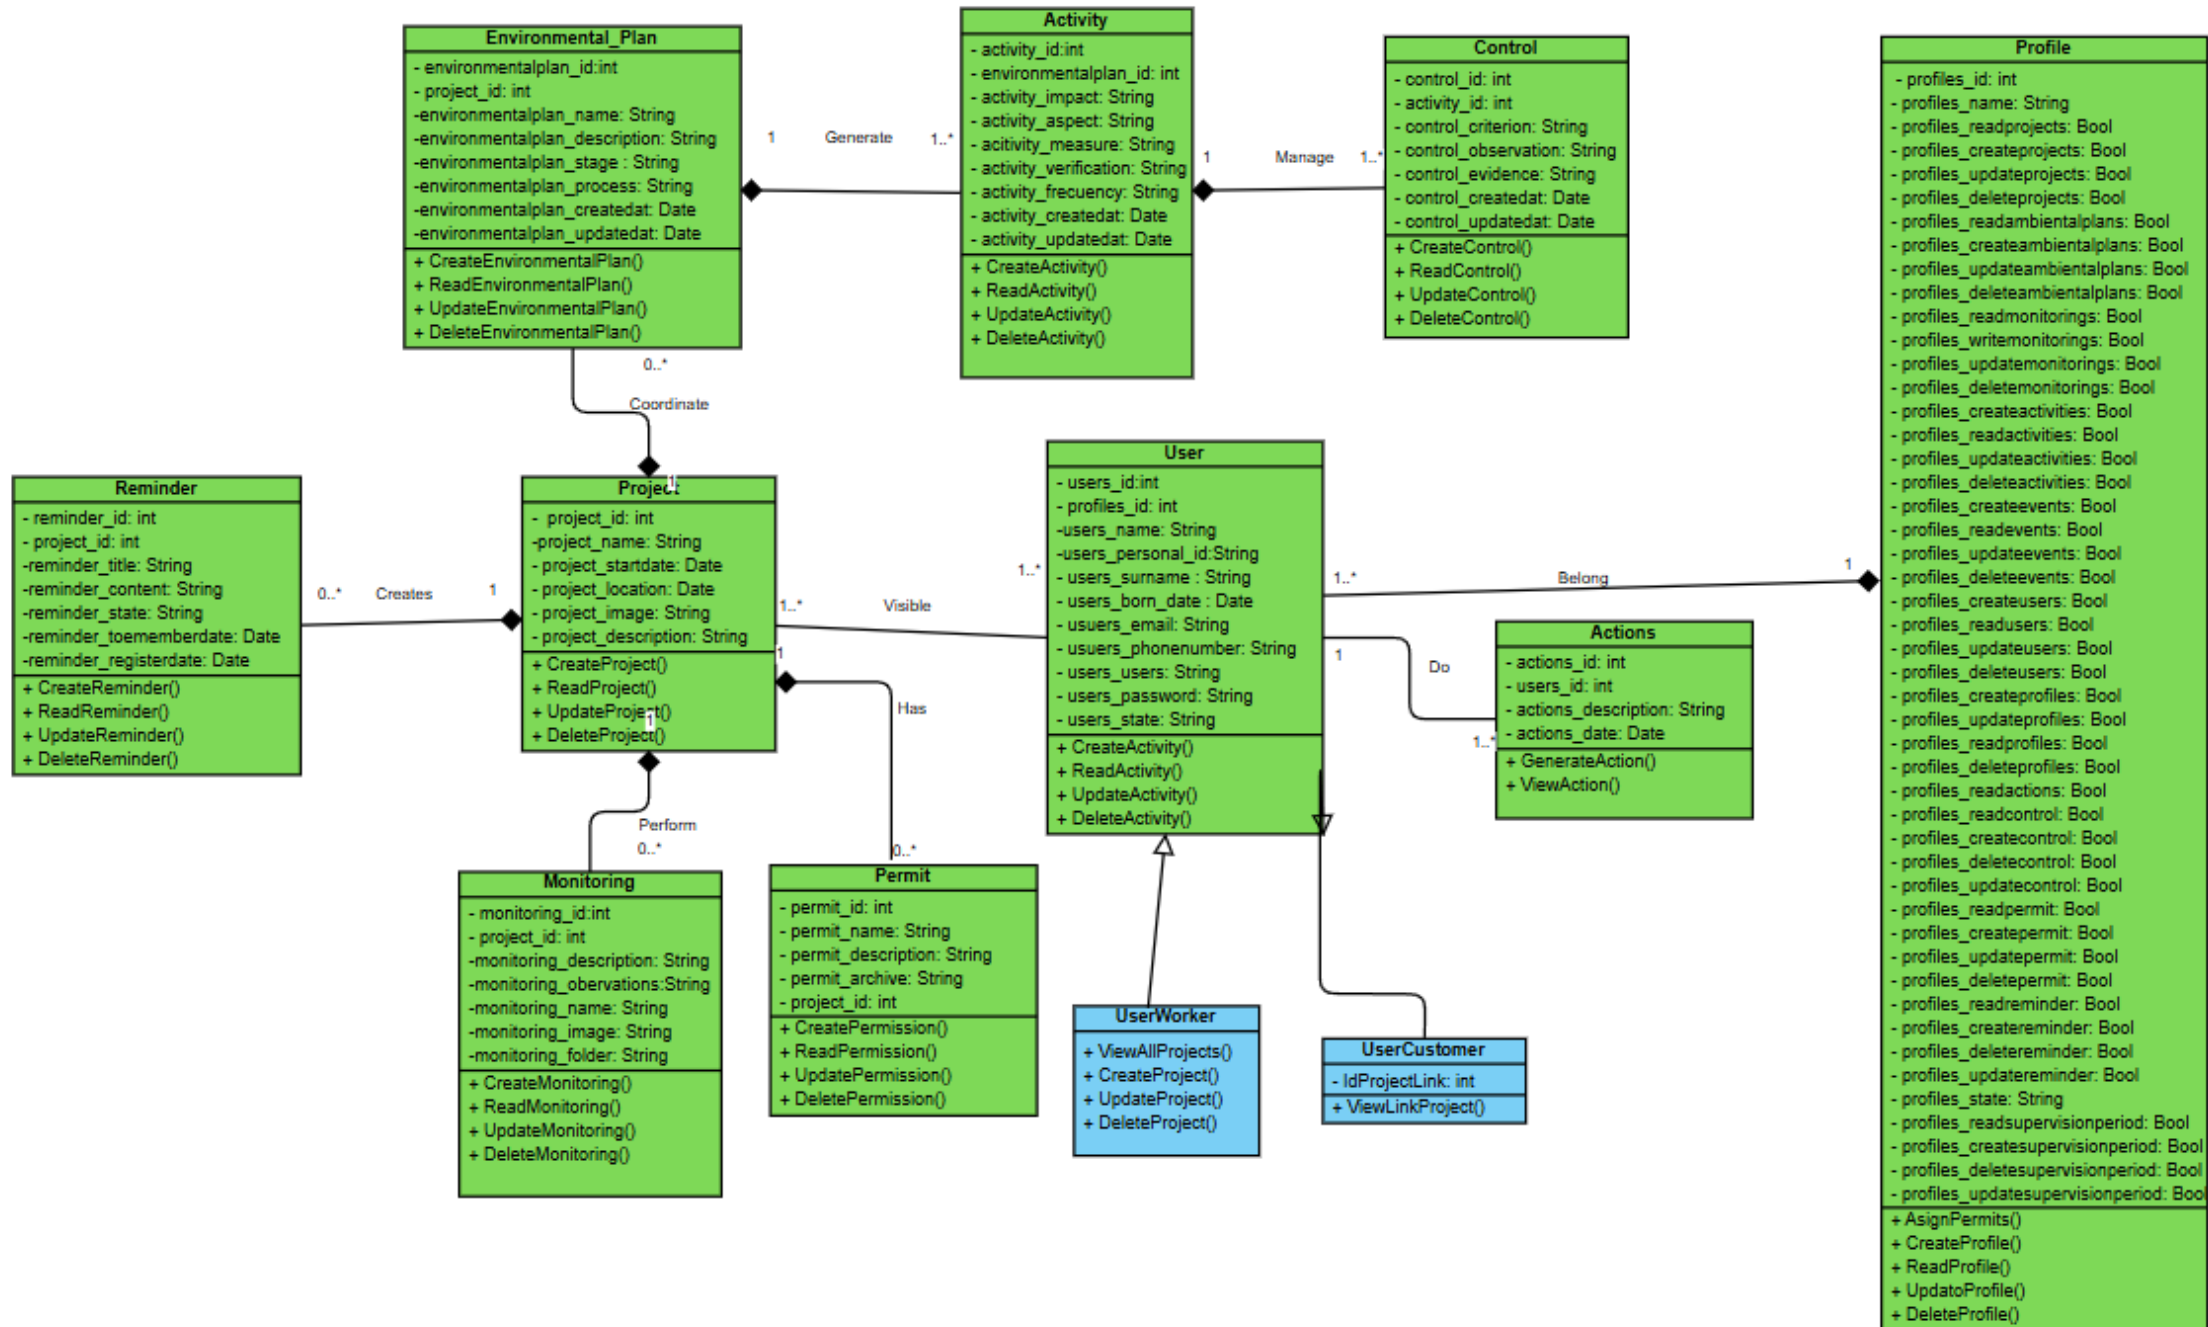 Environmental_Plan
- environmentalplan_id:int
- project_id: int
-environmentalplan_name: String
-environmentalplan_description: String
-environmentalplan_stage : String
-environmentalplan_process: String
-environmentalplan_createdat: Date
-environmentalplan_updatedat: Date
+ CreateEnvironmentalPlan()
+ ReadEnvironmentalPlan()
+ UpdateEnvironmentalPlan()
+ DeleteEnvironmentalPlan()
1
Generate
1..*
Activity
- activity_id:int
- environmentalplan_id: int
- activity_impact: String
- activity_aspect: String
- acitivity_measure: String
- activity_verification: String
- activity_frecuency: String
- activity_createdat: Date
- activity_updatedat: Date
+ CreateActivity()
+ ReadActivity()
+ UpdateActivity()
+ DeleteActivity()
1
Manage
1..*
Control
- control_id: int
- activity_id: int
- control_criterion: String
- control_observation: String
- control_evidence: String
- control_createdat: Date
- control_updatedat: Date
+ CreateControl()
+ ReadControl()
+ UpdateControl()
+ DeleteControl()
Profile
- profiles_id: int
- profiles_name: String
- profiles_readprojects: Bool
- profiles_createprojects: Bool
- profiles_updateprojects: Bool
- profiles_deleteprojects: Bool
- profiles_readambientalplans: Bool
- profiles_createambientalplans: Bool
- profiles_updateambientalplans: Bool
- profiles_deleteambientalplans: Bool
- profiles_readmonitorings: Bool
- profiles_writemonitorings: Bool
- profiles_updatemonitorings: Bool
- profiles_deletemonitorings: Bool
- profiles_createactivities: Bool
- profiles_readactivities: Bool
- profiles_updateactivities: Bool
- profiles_deleteactivities: Bool
- profiles_createevents: Bool
- profiles_readevents: Bool
- profiles_updateevents: Bool
- profiles_deleteevents: Bool
- profiles_createusers: Bool
- profiles_readusers: Bool
- profiles_updateusers: Bool
- profiles_deleteusers: Bool
- profiles_createprofiles: Bool
- profiles_updateprofiles: Bool
- profiles_readprofiles: Bool
- profiles_deleteprofiles: Bool
- profiles_readactions: Bool
- profiles_readcontrol: Bool
- profiles_createcontrol: Bool
- profiles_deletecontrol: Bool
- profiles_updatecontrol: Bool
- profiles_readpermit: Bool
- profiles_createpermit: Bool
- profiles_updatepermit: Bool
- profiles_deletepermit: Bool
- profiles_readreminder: Bool
- profiles_createreminder: Bool
- profiles_deletereminder: Bool
- profiles_updatereminder: Bool
- profiles_state: String
- profiles_readsupervisionperiod: Bool
- profiles_createsupervisionperiod: Bool
- profiles_deletesupervisionperiod: Bool
- profiles_updatesupervisionperiod: Bool
+ AsignPermits()
+ CreateProfile()
+ ReadProfile()
+ UpdatoProfile()
+ DeleteProfile()
0..*
Coordinate
1
Reminder
- reminder_id: int
- project_id: int
-reminder_title: String
-reminder_content: String
-reminder_state: String
-reminder_toemember­date: Date
-reminder_registerdate: Date
+ CreateReminder()
+ ReadReminder()
+ UpdateReminder()
+ DeleteReminder()
0..*
Creates
1
Project
- project_id: int
-project_name: String
- project_startdate: Date
- project_location: Date
- project_image: String
- project_description: String
+ CreateProject()
+ ReadProject()
+ UpdateProject()
+ DeleteProject()
1..*
Visible
1..*
User
- users_id:int
- profiles_id: int
-users_name: String
-users_personal_id:String
- users_surname : String
- users_born_date : Date
- usuers_email: String
- usuers_phonenumber: String
- users_users: String
- users_password: String
- users_state: String
+ CreateActivity()
+ ReadActivity()
+ UpdateActivity()
+ DeleteActivity()
1..*
Belong
1
1
Do
1..*
Actions
- actions_id: int
- users_id: int
- actions_description: String
- actions_date: Date
+ GenerateAction()
+ ViewAction()
1
Has
0..*
1
Perform
0..*
Monitoring
- monitoring_id:int
- project_id: int
-monitoring_description: String
-monitoring_obervations:String
-monitoring_name: String
-monitoring_image: String
-monitoring_folder: String
+ CreateMonitoring()
+ ReadMonitoring()
+ UpdateMonitoring()
+ DeleteMonitoring()
Permit
- permit_id: int
- permit_name: String
- permit_description: String
- permit_archive: String
- project_id: int
+ CreatePermission()
+ ReadPermission()
+ UpdatePermission()
+ DeletePermission()
UserWorker
+ ViewAllProjects()
+ CreateProject()
+ UpdateProject()
+ DeleteProject()
UserCustomer
- IdProjectLink: int
+ ViewLinkProject()